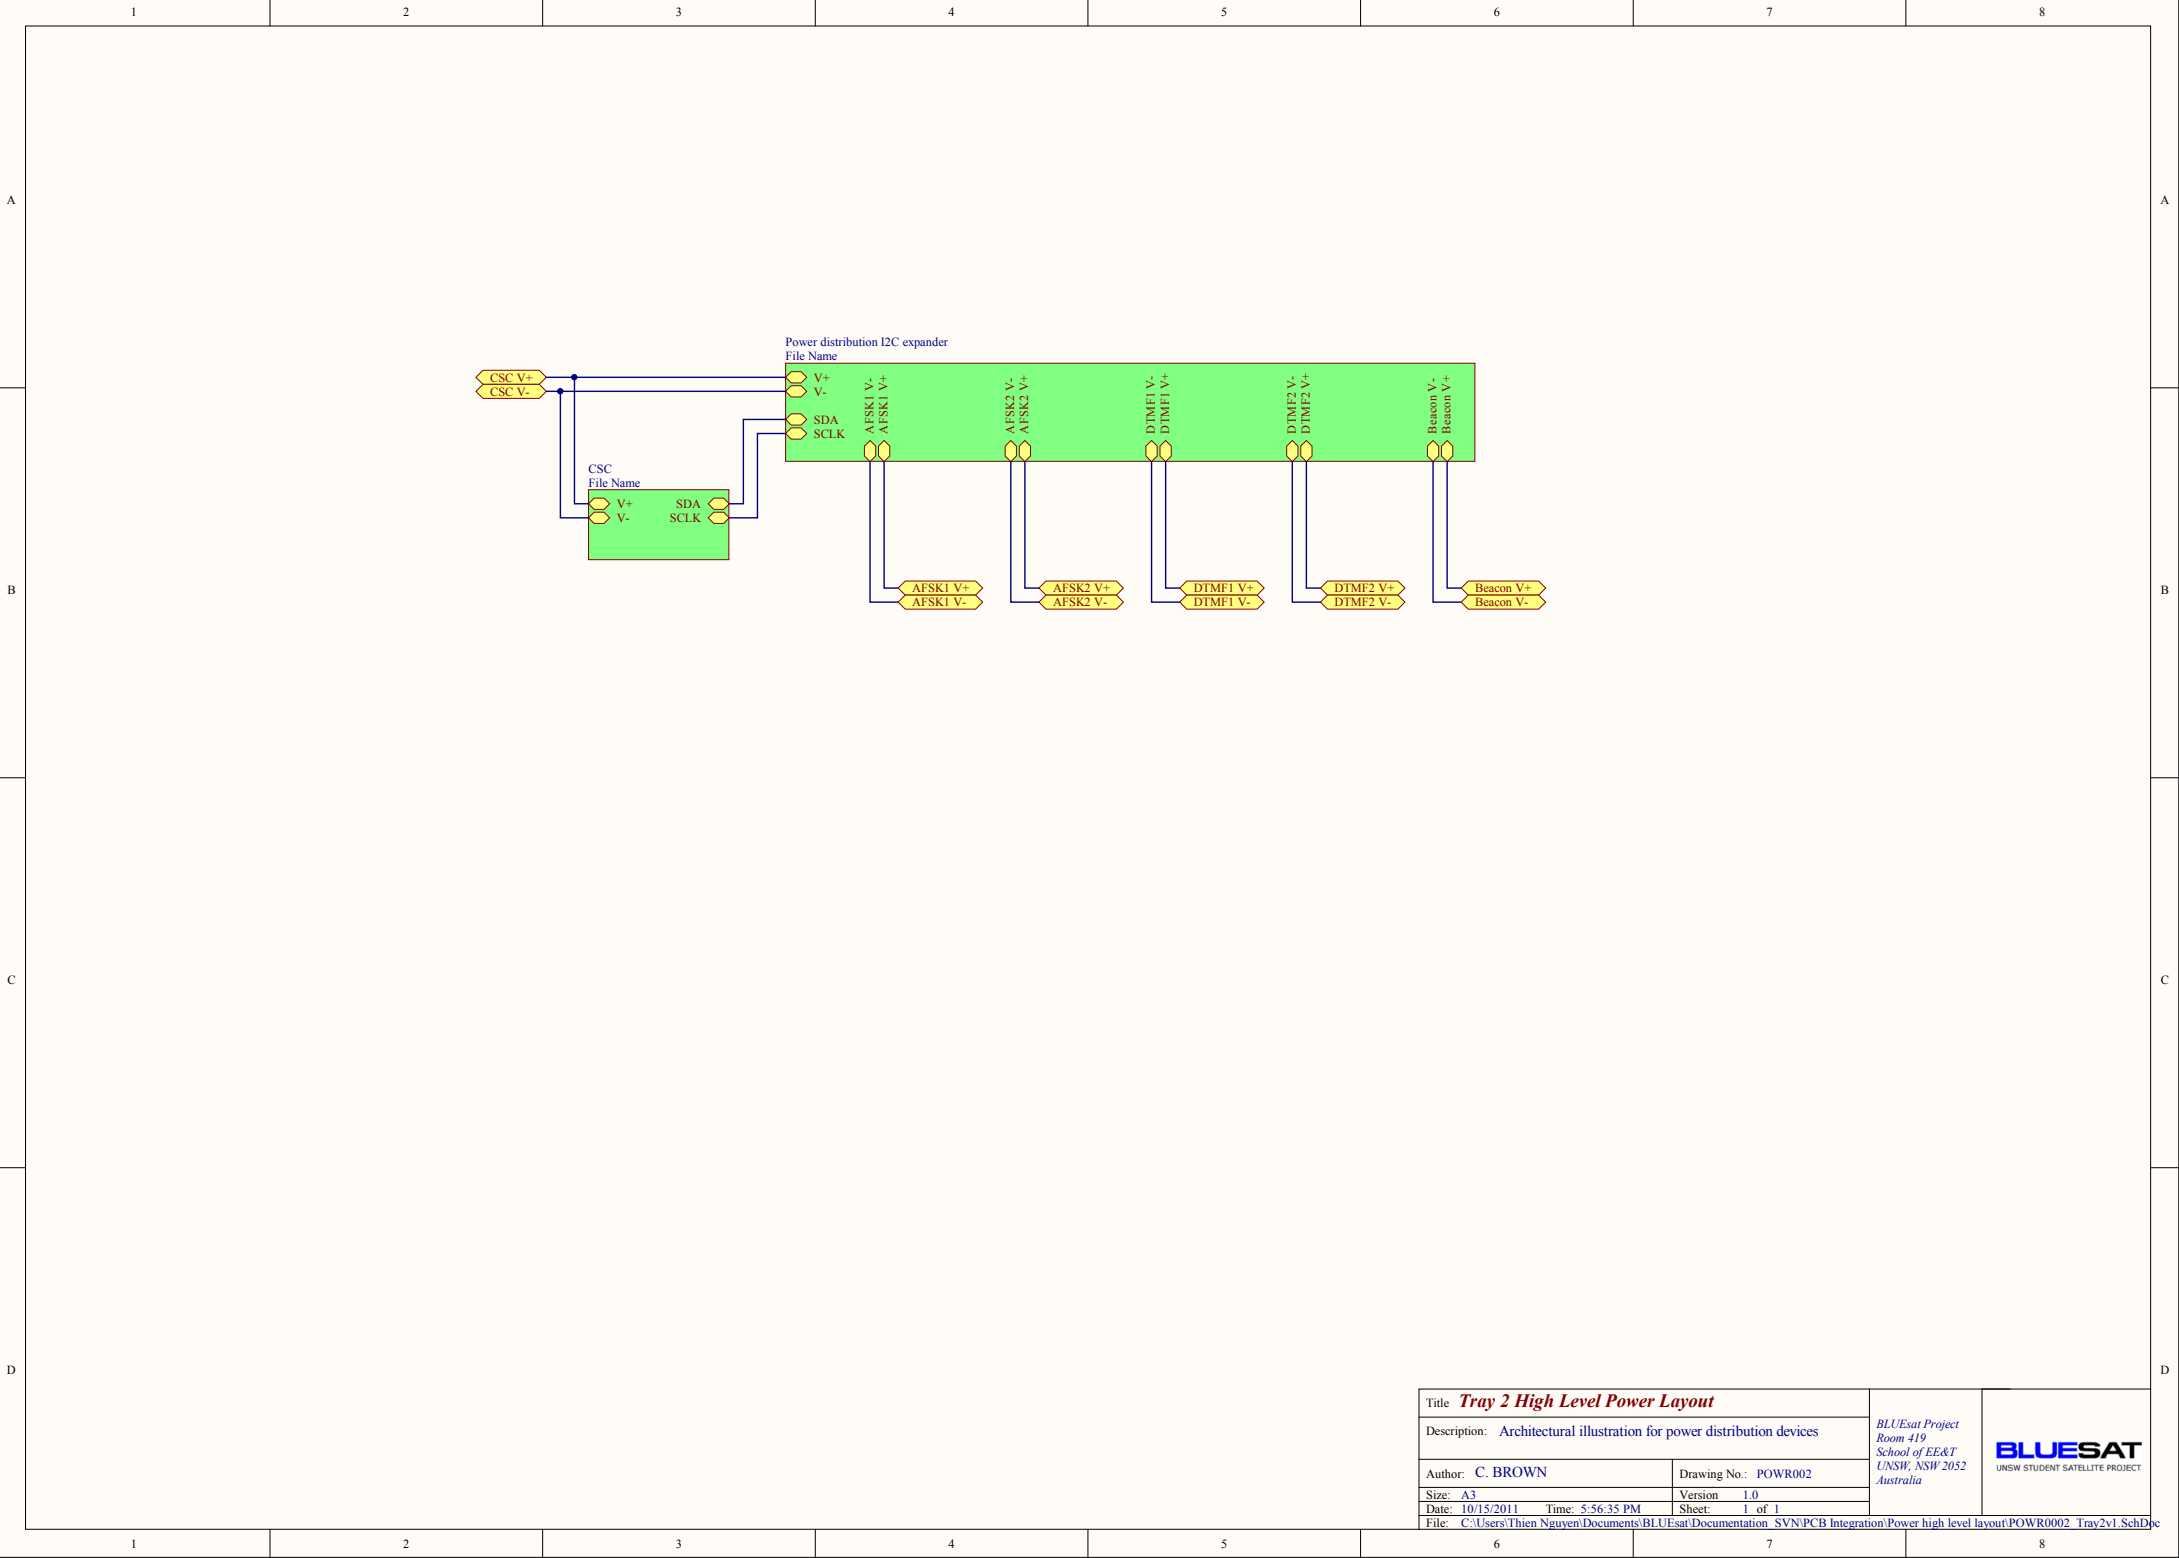 1 2 3 4 5 6 7 8
A A
Power distribution I2C expander
File Name
CSC V+
CSC V-
V+
V-
SDA
SCLK
AFSK1 V-
AFSK1 V+
AFSK2 V-
AFSK2 V+
DTMF1 V-
DTMF1 V+
DTMF2 V-
DTMF2 V+
Beacon V-
Beacon V+
CSC
File Name
V+ SDA
V- SCLK
B B
AFSK1 V+ AFSK2 V+ DTMF1 V+ DTMF2 V+ Beacon V+
AFSK1 V- AFSK2 V- DTMF1 V- DTMF2 V- Beacon V-
C C
D D
Title Tray 2 High Level Power Layout
Description: Architectural illustration for power distribution devices
Author: C. BROWN Drawing No.: POWR002
Size: A3 Version 1.0
Date: 10/15/2011 Time: 5:56:35 PM Sheet: 1 of 1
File: C:\Users\Thien Nguyen\Documents\BLUEsat\Documentation_SVN\PCB Integration\Power high level layout\POWR0002_Tray2v1.SchDoc
BLUEsat Project
Room 419
School of EE&T
UNSW, NSW 2052
Australia
BLUESAT
UNSW STUDENT SATELLITE PROJECT
1 2 3 4 5 6 7 8